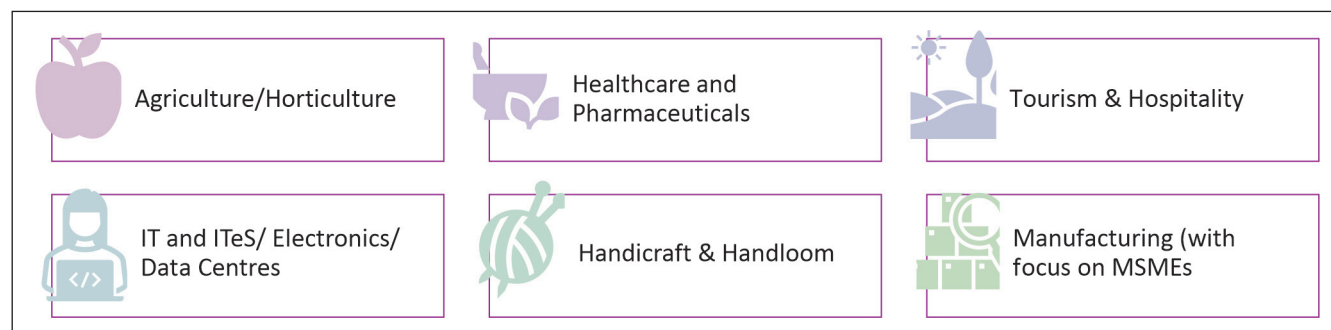 Agriculture/Horticulture
Healthcare and
Pharmaceuticals
Tourism & Hospitality
IT and ITeS/ Electronics/
Data Centres
</>
Handicraft & Handloom
Manufacturing (with
focus on MSMEs